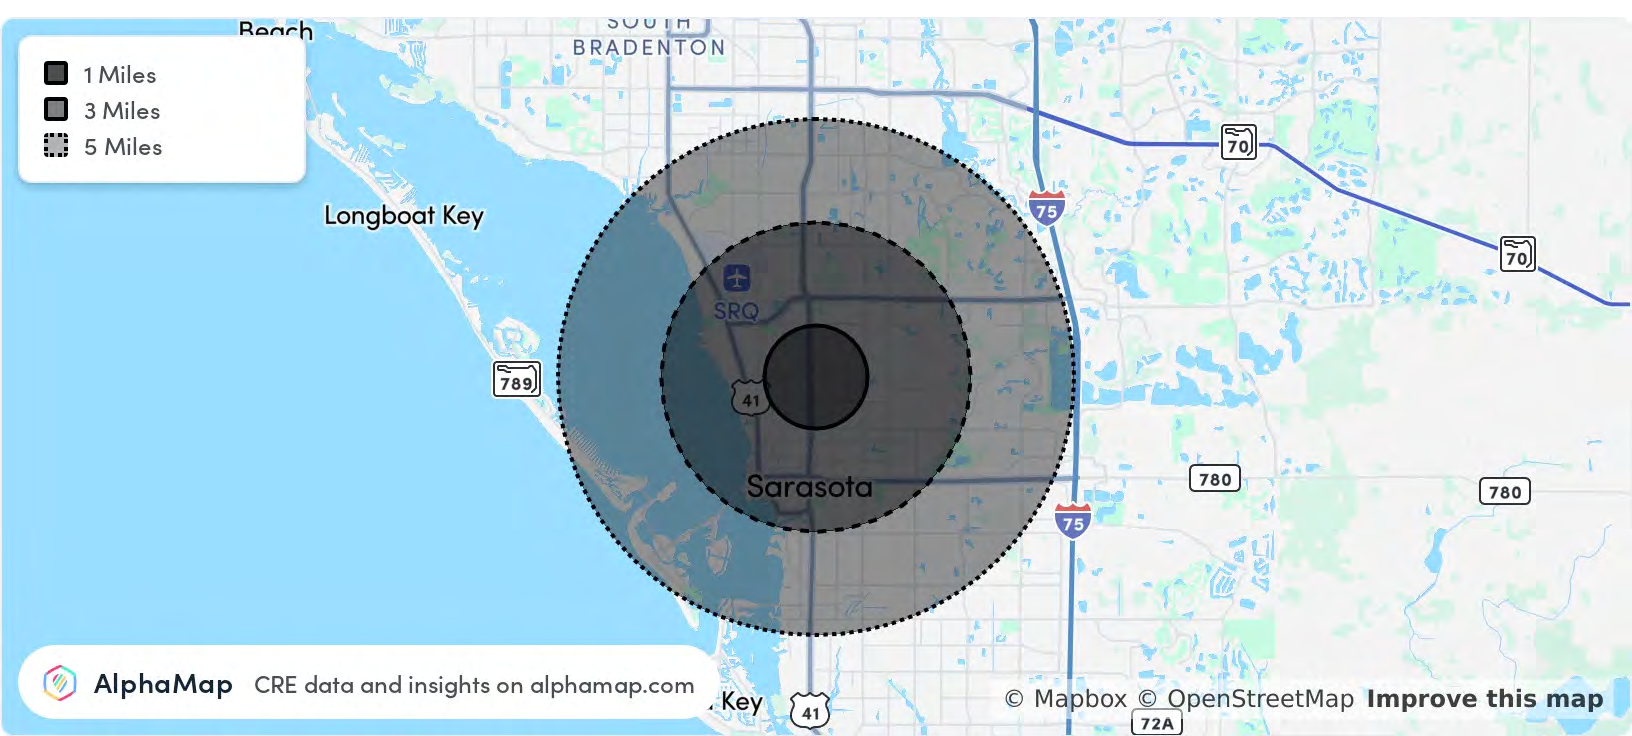 Beach
SOUTH
BRADENTON
1 Miles
3 Miles
5 Miles
70
Longboat Key
75
70
SRQ
789
41
Sarasota
780
780
75
AlphaMap CRE data and insights on alphamap.com
Key
41
© Mapbox © OpenStreetMap Improve this map
72A